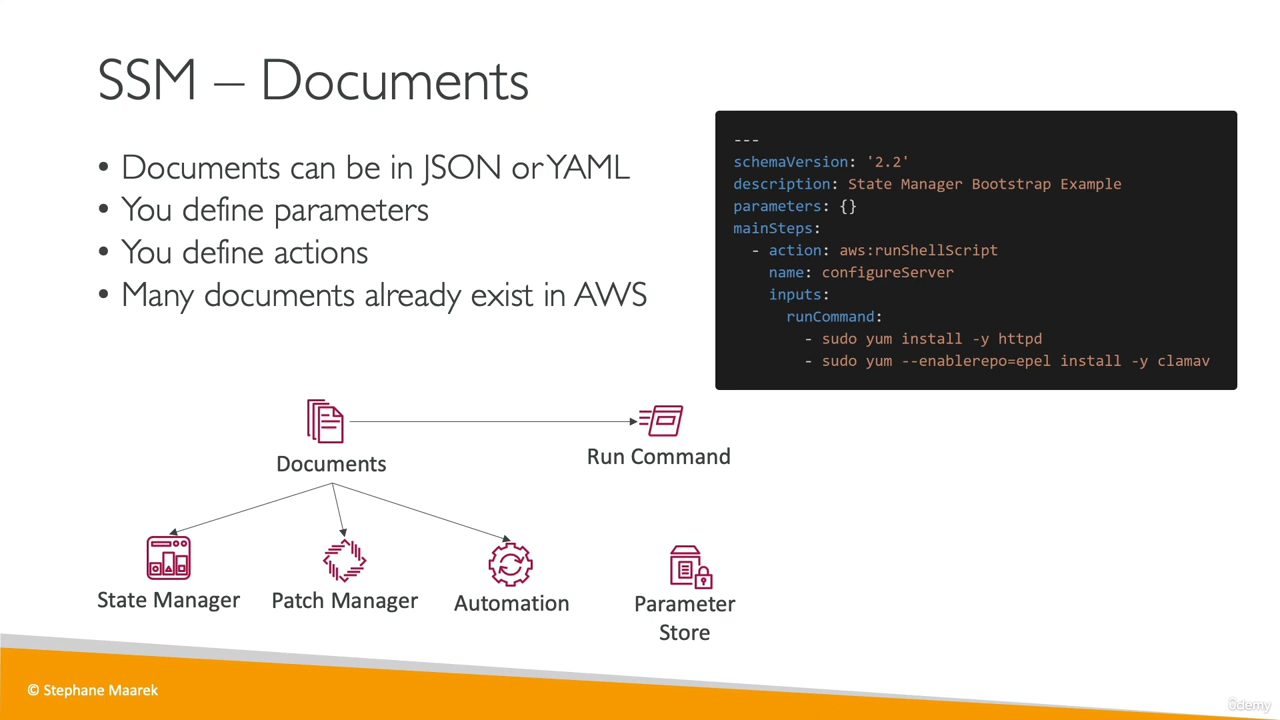 SSM – Documents
• Documents can be in JSON or YAML
• You define parameters
• You define actions
• Many documents already exist in AWS
---
schemaVersion: '2.2'
description: State Manager Bootstrap Example
parameters: {}
mainSteps:
  - action: aws:runShellScript
    name: configureServer
    inputs:
      runCommand:
        - sudo yum install -y httpd
        - sudo yum --enablerepo=epel install -y clamav
Documents
Run Command
State Manager
Patch Manager
Automation
Parameter
Store
© Stephane Maarek
ûdemy